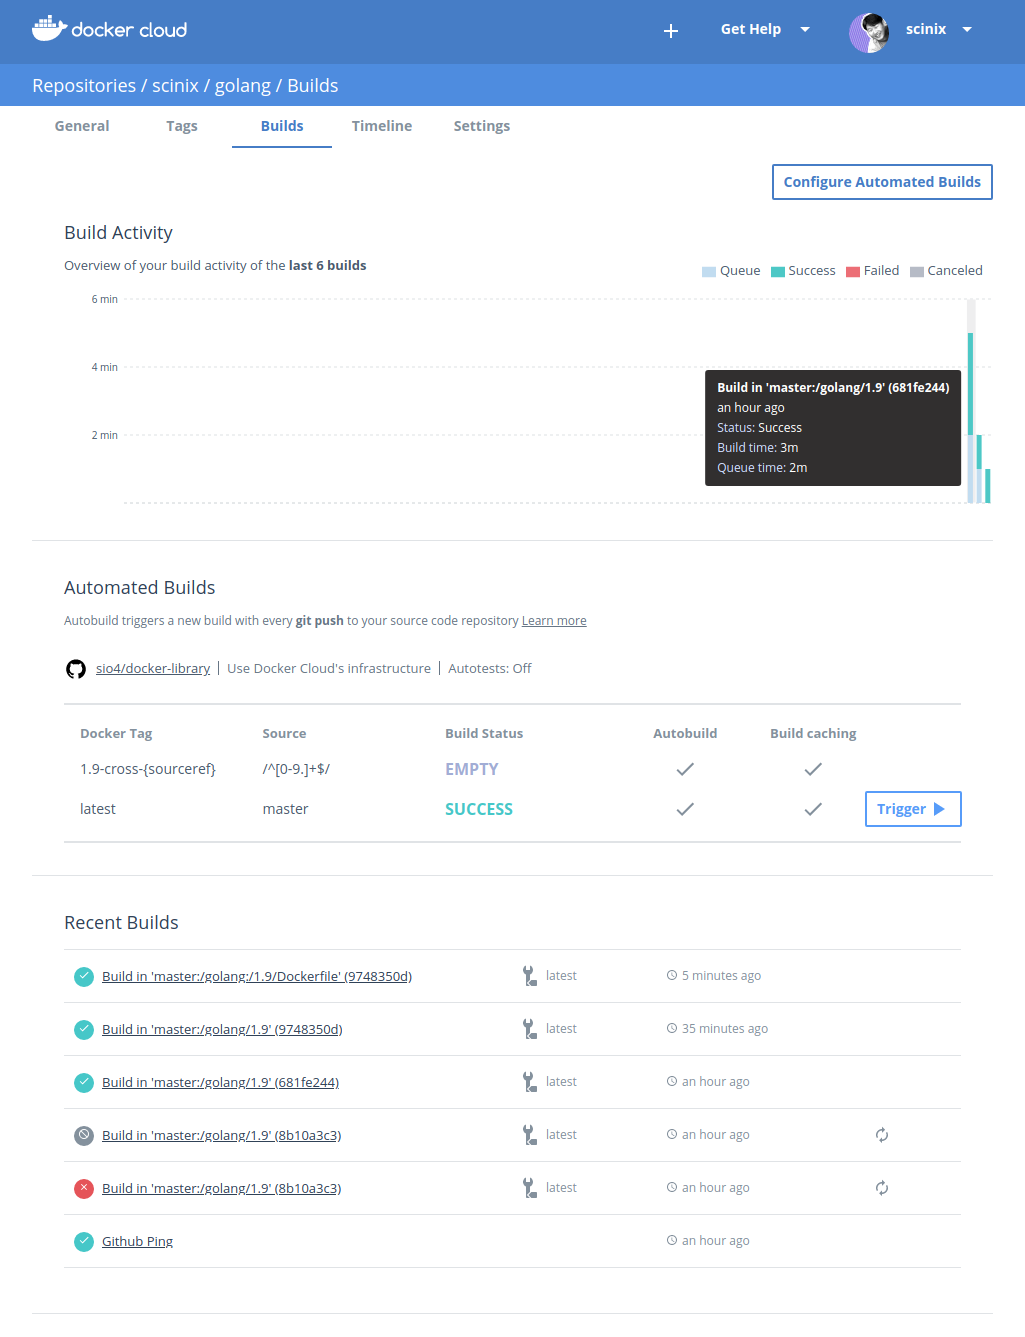 docker cloud
+ Get Help scinix
Repositories / scinix / golang / Builds
General Tags Builds Timeline Settings
Configure Automated Builds
Build Activity
Overview of your build activity of the last 6 builds
Queue Success Failed Canceled
6 min
4 min
2 min
Build in 'master:/golang/1.9' (681fe244)
an hour ago
Status: Success
Build time: 3m
Queue time: 2m
Automated Builds
Autobuild triggers a new build with every git push to your source code repository Learn more
sio4/docker-library | Use Docker Cloud's infrastructure | Autotests: Off
Docker Tag Source Build Status Autobuild Build caching
1.9-cross-{sourceref} /^[0-9.]+$/ EMPTY
latest master SUCCESS Trigger
Recent Builds
Build in 'master:/golang:/1.9/Dockerfile' (9748350d) latest 5 minutes ago
Build in 'master:/golang/1.9' (9748350d) latest 35 minutes ago
Build in 'master:/golang/1.9' (681fe244) latest an hour ago
Build in 'master:/golang/1.9' (8b10a3c3) latest an hour ago
Build in 'master:/golang/1.9' (8b10a3c3) latest an hour ago
Github Ping an hour ago